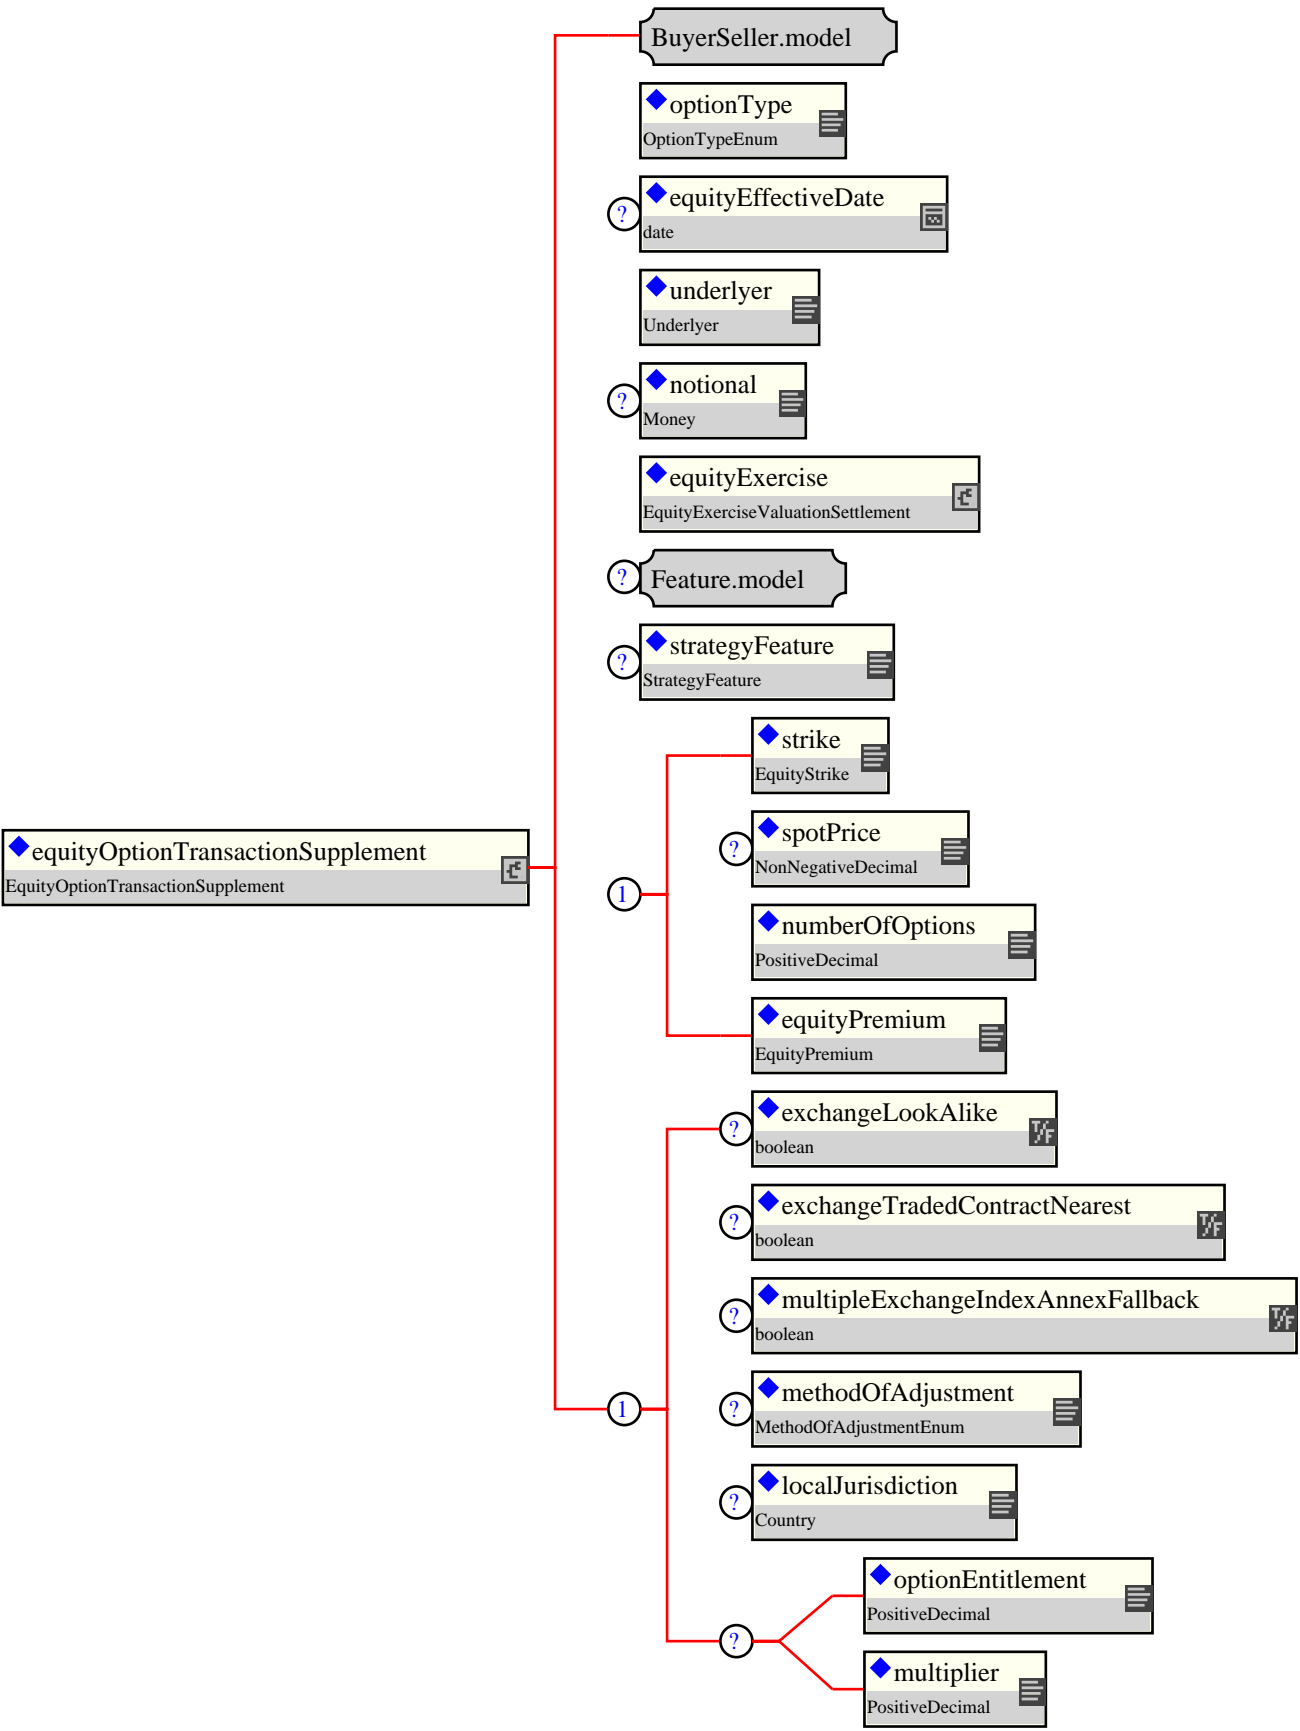 BuyerSeller.model
optionType
OptionTypeEnum
? equityEffectiveDate
date
underlyer
Underlyer
? notional
Money
equityExercise
EquityExerciseValuationSettlement
? Feature.model
? strategyFeature
StrategyFeature
strike
EquityStrike
? spotPrice
NonNegativeDecimal
equityOptionTransactionSupplement
EquityOptionTransactionSupplement
1
numberOfOptions
PositiveDecimal
equityPremium
EquityPremium
? exchangeLookAlike T/F
boolean
? exchangeTradedContractNearest T/F
boolean
? multipleExchangeIndexAnnexFallback T/F
boolean
1
? methodOfAdjustment
MethodOfAdjustmentEnum
? localJurisdiction
Country
optionEntitlement
PositiveDecimal
?
multiplier
PositiveDecimal